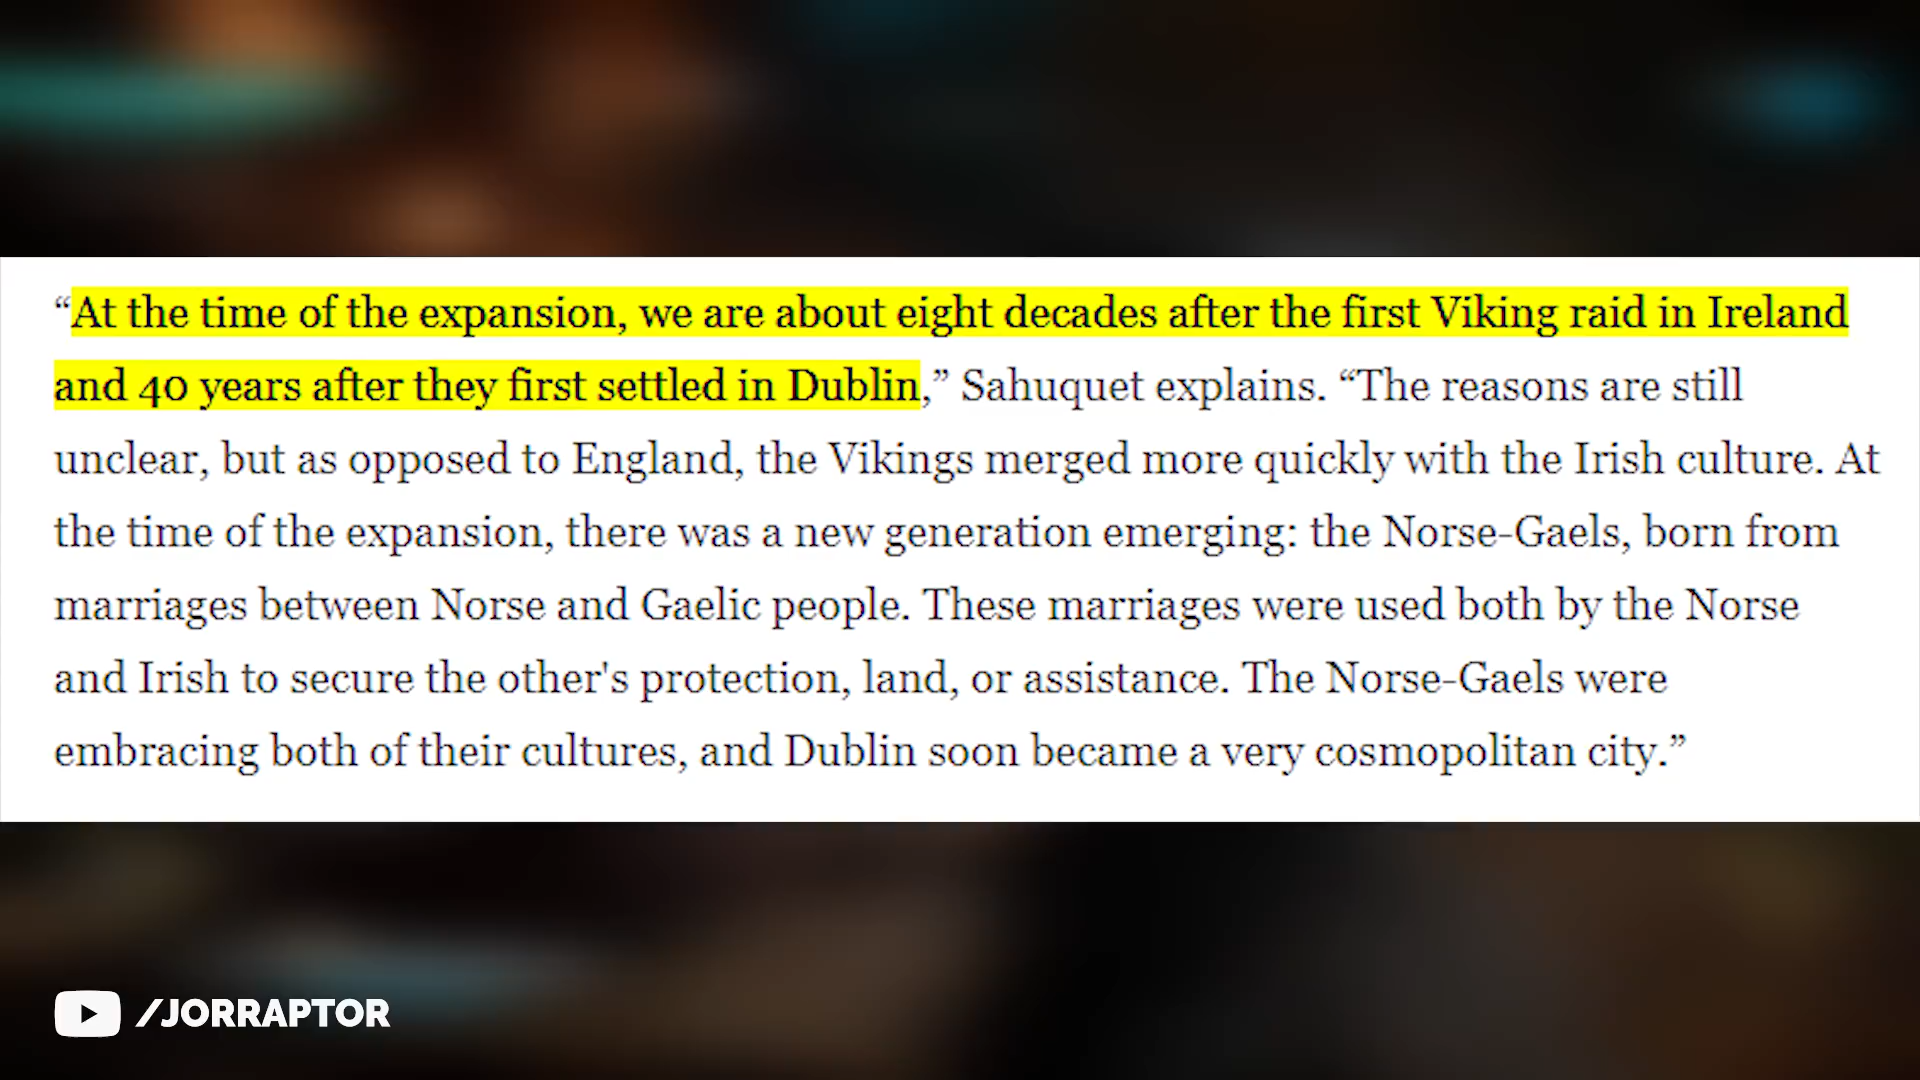 “At the time of the expansion, we are about eight decades after the first Viking raid in Ireland
and 40 years after they first settled in Dublin,” Sahuquet explains. “The reasons are still
unclear, but as opposed to England, the Vikings merged more quickly with the Irish culture. At
the time of the expansion, there was a new generation emerging: the Norse-Gaels, born from
marriages between Norse and Gaelic people. These marriages were used both by the Norse
and Irish to secure the other's protection, land, or assistance. The Norse-Gaels were
embracing both of their cultures, and Dublin soon became a very cosmopolitan city.”
/JORRAPTOR